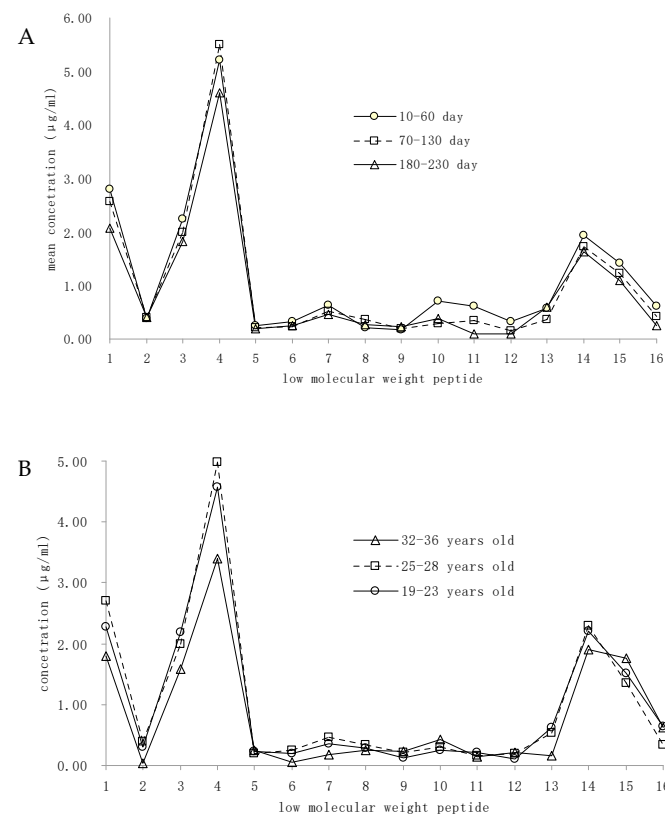 A
6.00
5.00
4.00
3.00
2.00
1.00
0.00
mean concetration (μg/ml)
10-60 day
70-130 day
180-230 day
1 2 3 4 5 6 7 8 9 10 11 12 13 14 15 16
low molecular weight peptide
B
5.00
4.00
3.00
2.00
1.00
0.00
concetration (μg/ml)
32-36 years old
25-28 years old
19-23 years old
1 2 3 4 5 6 7 8 9 10 11 12 13 14 15 16
low molecular weight peptide